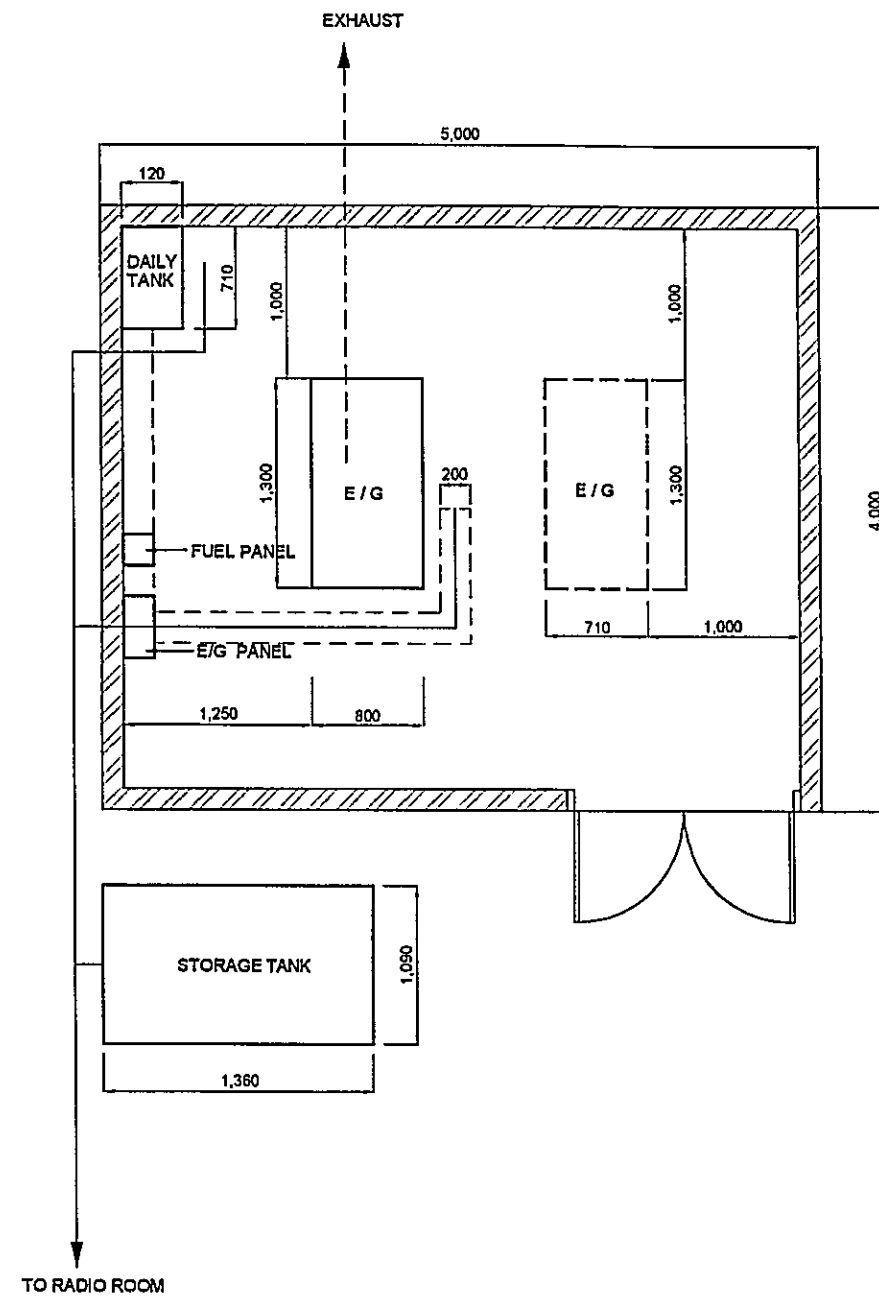 EXHAUST
5,000
120
DAILY
TANK
710
1,000
1,000
1,300
E / G
200
E / G
1,300
4,000
FUEL PANEL
E/G PANEL
710
1,000
1,250
800
STORAGE TANK
1,090
1,360
TO RADIO ROOM